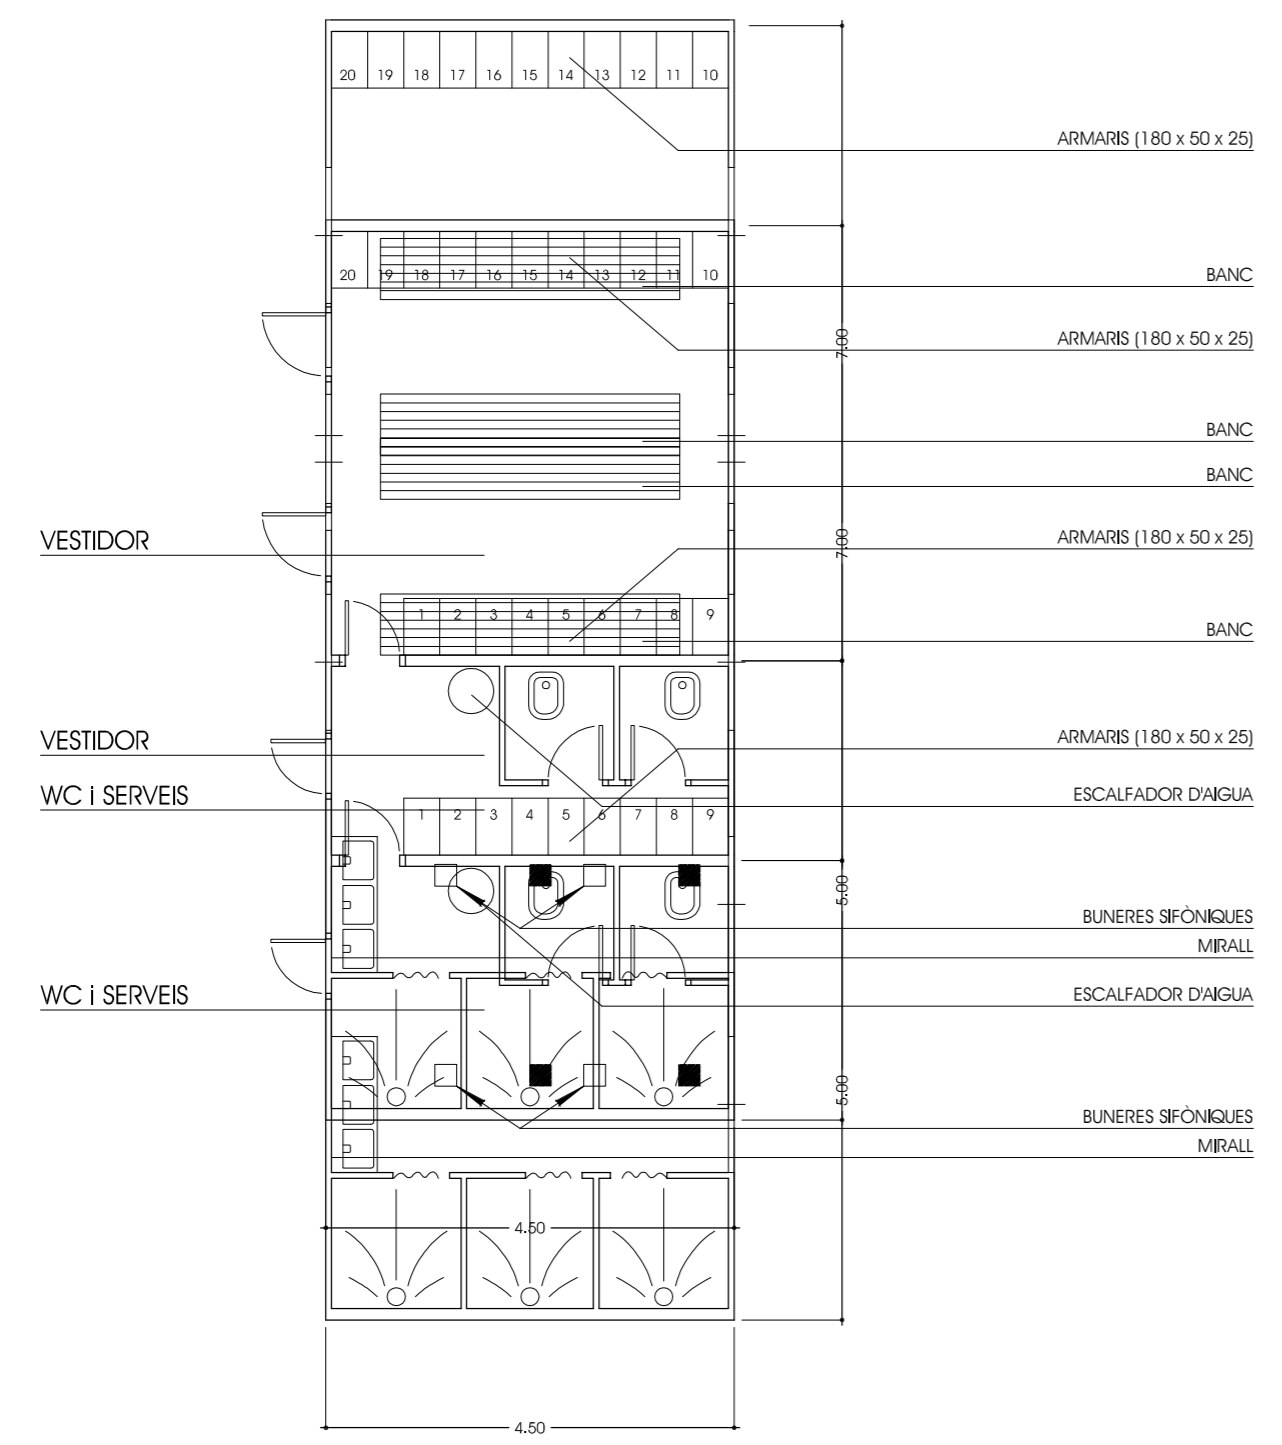 20 19 18 17 16 15 14 13 12 11 10
ARMARIS (180 x 50 x 25)
20 19 18 17 16 15 14 13 12 11 10
BANC
ARMARIS (180 x 50 x 25)
7.00
BANC
BANC
VESTIDOR
ARMARIS (180 x 50 x 25)
7.00
1 2 3 4 5 6 7 8 9
BANC
VESTIDOR
ARMARIS (180 x 50 x 25)
WC i SERVEIS
ESCALFADOR D'AIGUA
1 2 3 4 5 6 7 8 9
5.00
BUNERES SIFÒNIQUES
MIRALL
WC i SERVEIS
ESCALFADOR D'AIGUA
5.00
BUNERES SIFÒNIQUES
MIRALL
4.50
4.50